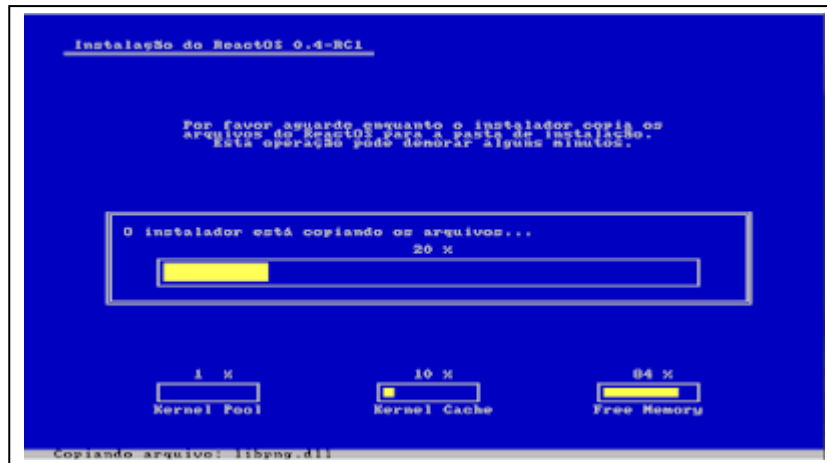 Instalação do ReactOS 0.4-RC1
Por favor aguarde enquanto o instalador copia os
arquivos do ReactOS para a pasta de instalação.
Esta operação pode demorar alguns minutos.
O instalador está copiando os arquivos...
20 %
1 % 10 % 84 %
Kernel Pool Kernel Cache Free Memory
Copiando arquivo: libpng.dll